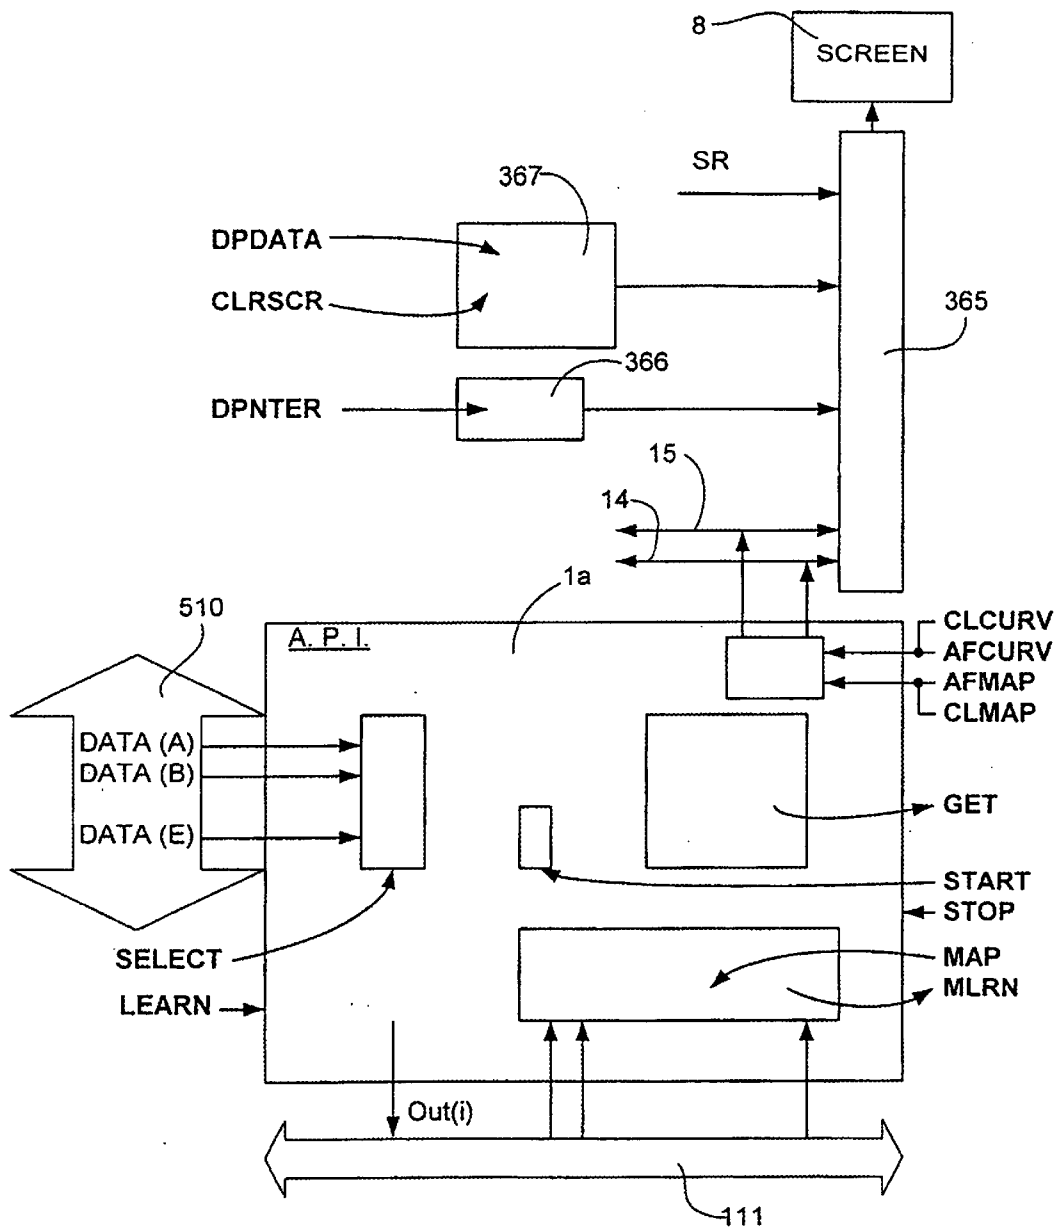 8
SCREEN
SR
367
DPDATA
CLRSCR
365
366
DPNTER
15
14
1a
510
A. P. I.
CLCURV
AFCURV
AFMAP
CLMAP
DATA (A)
DATA (B)
DATA (E)
GET
START
STOP
SELECT
MAP
LEARN
MLRN
Out(i)
111